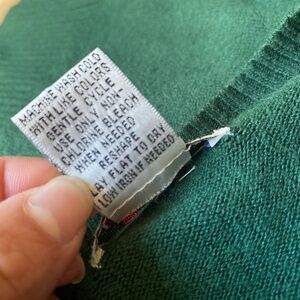 MACHINE WASH COLD
WITH LIKE COLORS
GENTLE CYCLE
USE ONLY NON-
CHLORINE BLEACH
WHEN NEEDED
RESHAPE
LAY FLAT TO DRY
LOW IRON IF NEEDED